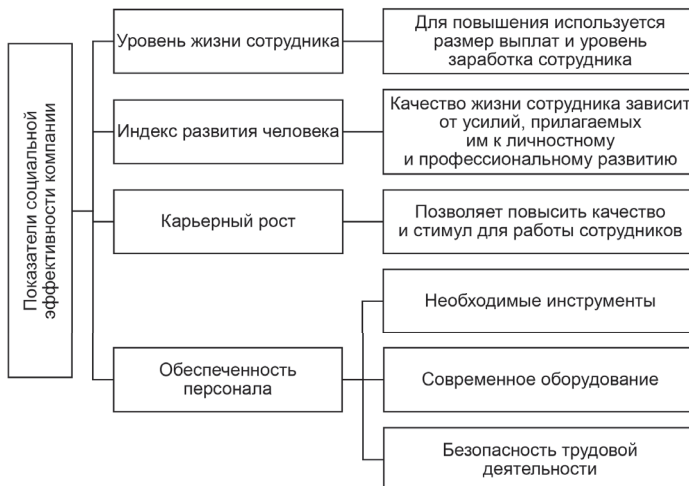 Показатели социальной
эффективности компании
Уровень жизни сотрудника
Для повышения используется
размер выплат и уровень
заработка сотрудника
Индекс развития человека
Качество жизни сотрудника зависит
от усилий, прилагаемых
им к личностному
и профессиональному развитию
Карьерный рост
Позволяет повысить качество
и стимул для работы сотрудников
Обеспеченность
персонала
Необходимые инструменты
Современное оборудование
Безопасность трудовой
деятельности